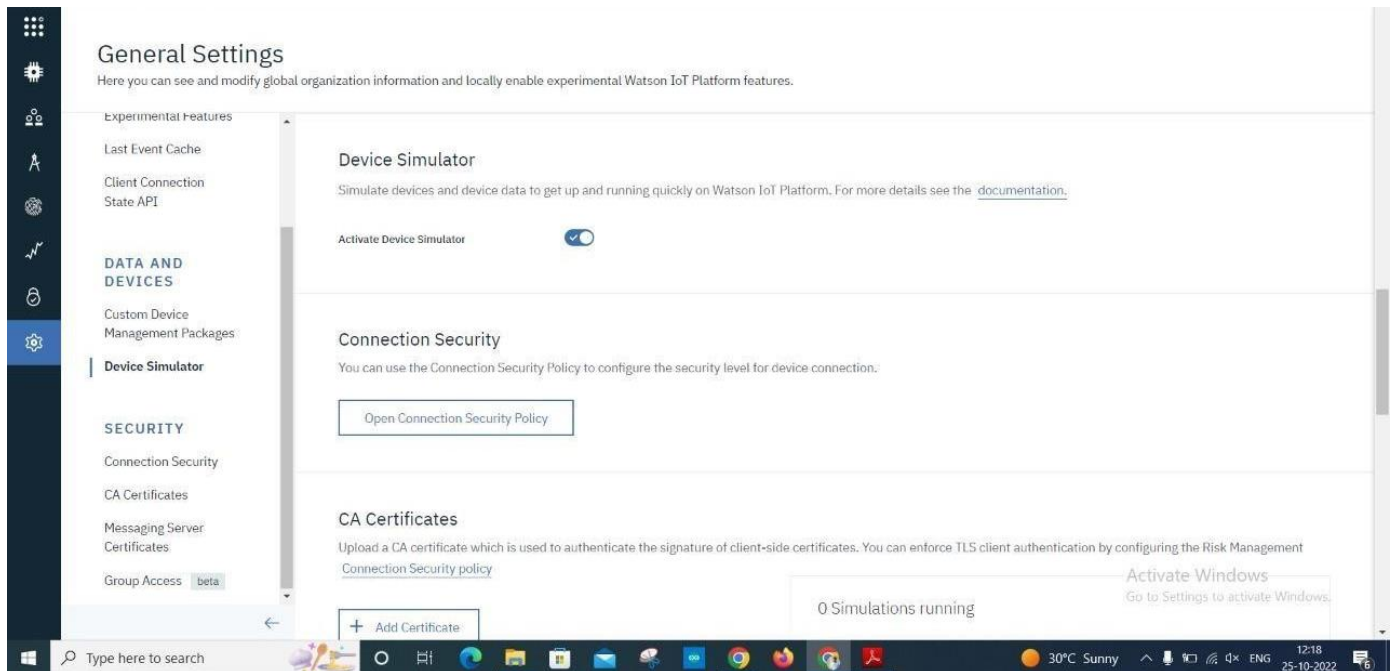 General Settings
Here you can see and modify global organization information and locally enable experimental Watson IoT Platform features.
Experimental Features
Last Event Cache
Client Connection
State API
DATA AND
DEVICES
Custom Device
Management Packages
Device Simulator
SECURITY
Connection Security
CA Certificates
Messaging Server
Certificates
Group Access beta
Device Simulator
Simulate devices and device data to get up and running quickly on Watson IoT Platform. For more details see the documentation.
Activate Device Simulator
Connection Security
You can use the Connection Security Policy to configure the security level for device connection.
Open Connection Security Policy
CA Certificates
Upload a CA certificate which is used to authenticate the signature of client-side certificates. You can enforce TLS client authentication by configuring the Risk Management
Connection Security policy
+ Add Certificate
0 Simulations running
Activate Windows
Go to Settings to activate Windows.
Type here to search
30°C Sunny
ENG
12:18
25-10-2022
6